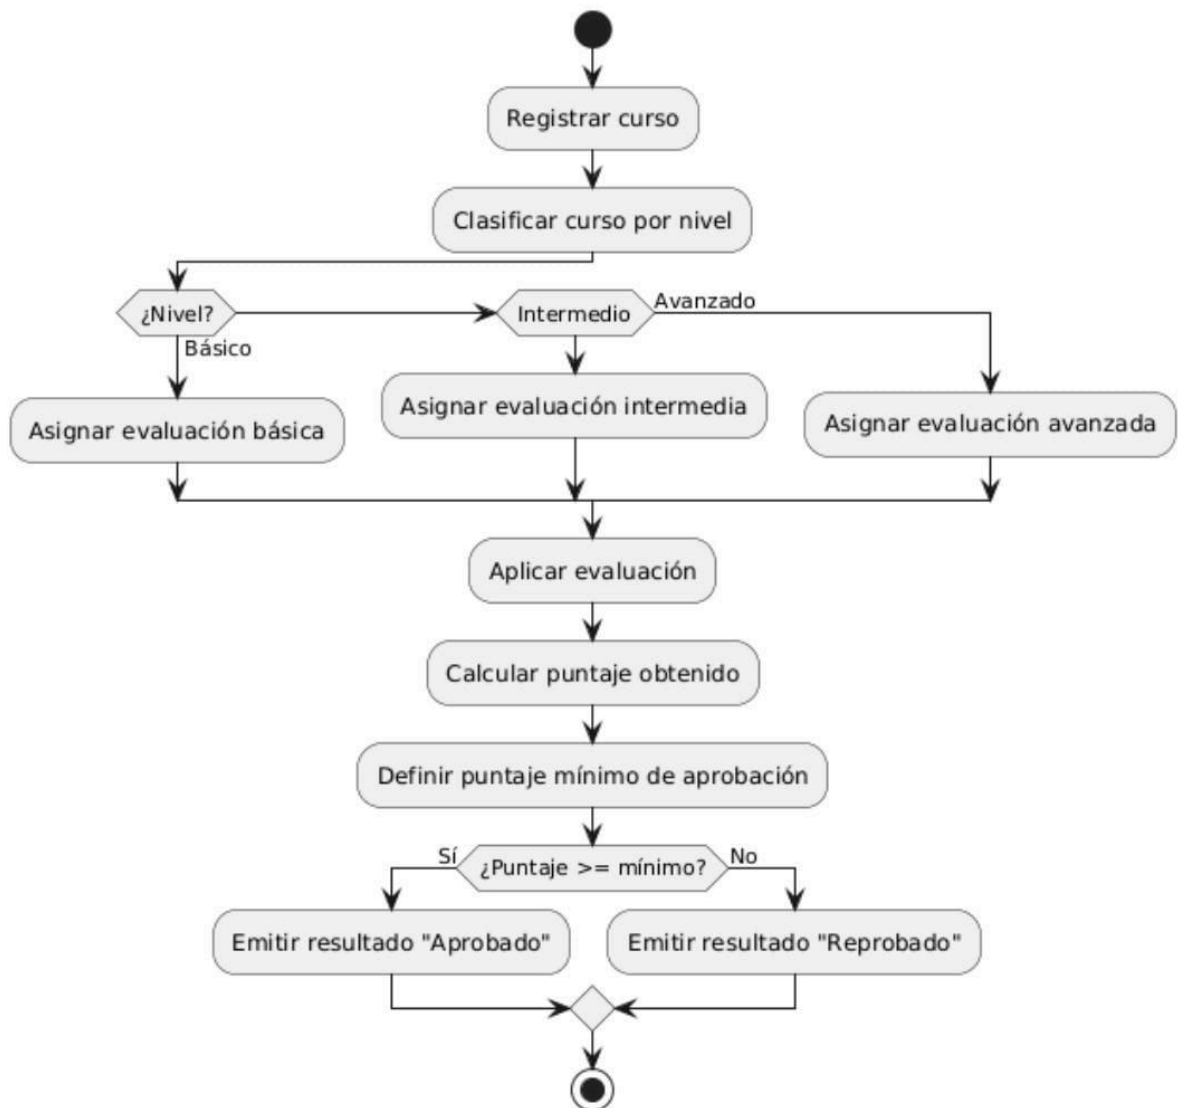 Registrar curso
Clasificar curso por nivel
¿Nivel?
Básico
Intermedio
Avanzado
Asignar evaluación básica
Asignar evaluación intermedia
Asignar evaluación avanzada
Aplicar evaluación
Calcular puntaje obtenido
Definir puntaje mínimo de aprobación
Sí
¿Puntaje >= mínimo?
No
Emitir resultado "Aprobado"
Emitir resultado "Reprobado"